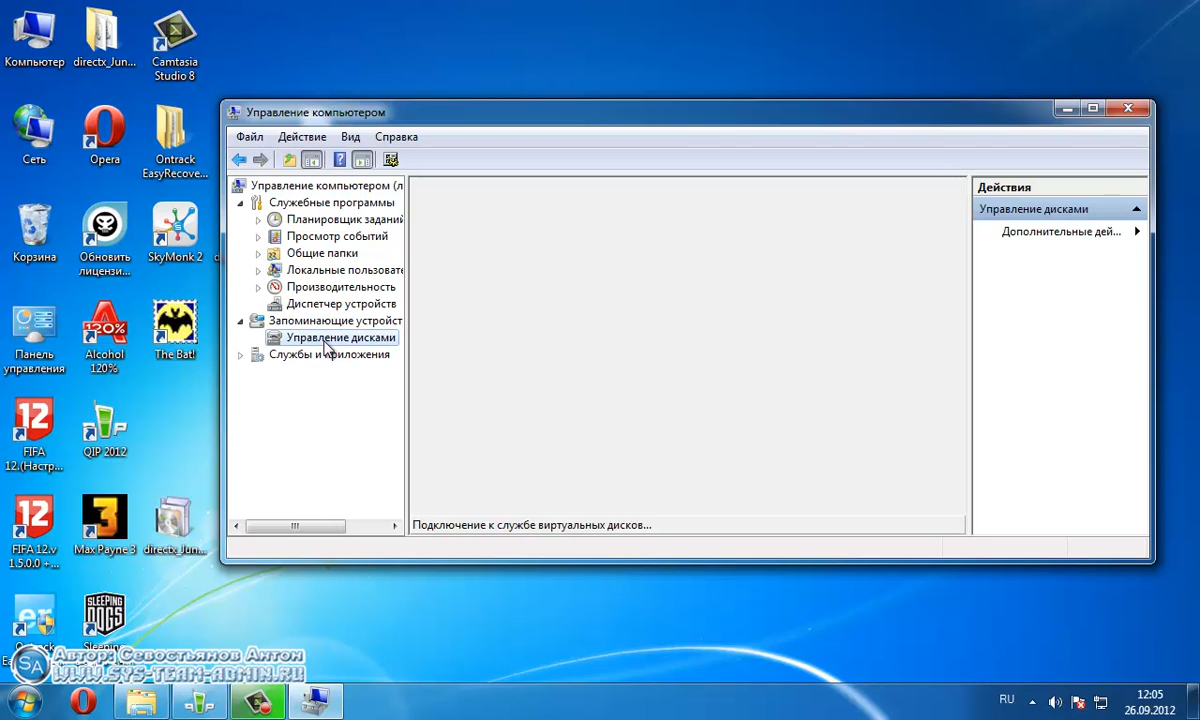 Компьютер
directx_Jun...
Camtasia
Studio 8
Сеть
Opera
Ontrack
EasyRecove...
Корзина
Обновить
лицензи...
SkyMonk 2
Панель
управления
Alcohol
120%
The Bat!
FIFA
12.(Настр...
QIP 2012
FIFA 12.v
1.5.0.0 +...
Max Payne 3
directx_Jun...
Управление компьютером
Файл
Действие
Вид
Справка
Управление компьютером (л
Служебные программы
Планировщик заданий
Просмотр событий
Общие папки
Локальные пользовате
Производительность
Диспетчер устройств
Запоминающие устройст
Управление дисками
Службы и приложения
Подключение к службе виртуальных дисков...
Действия
Управление дисками
Дополнительные дей...
SLEEPING
DOGS
Автор: Севостьянов Антон
WWW.SYS-TEAM-ADMIN.RU
SA
RU
12:05
26.09.2012